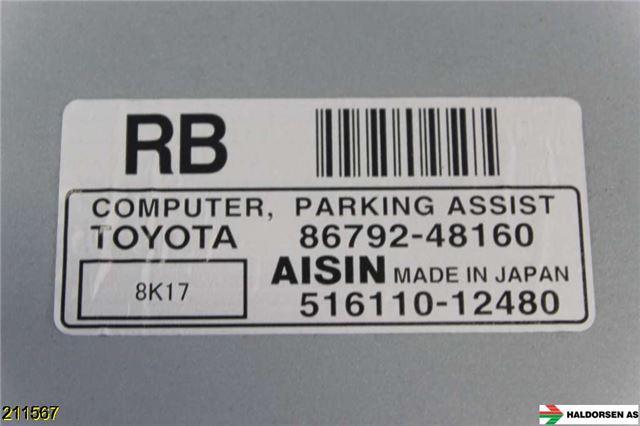 RB
COMPUTER, PARKING ASSIST
TOYOTA 86792-48160
8K17
AISIN MADE IN JAPAN
516110-12480
211567
HALDORSEN AS